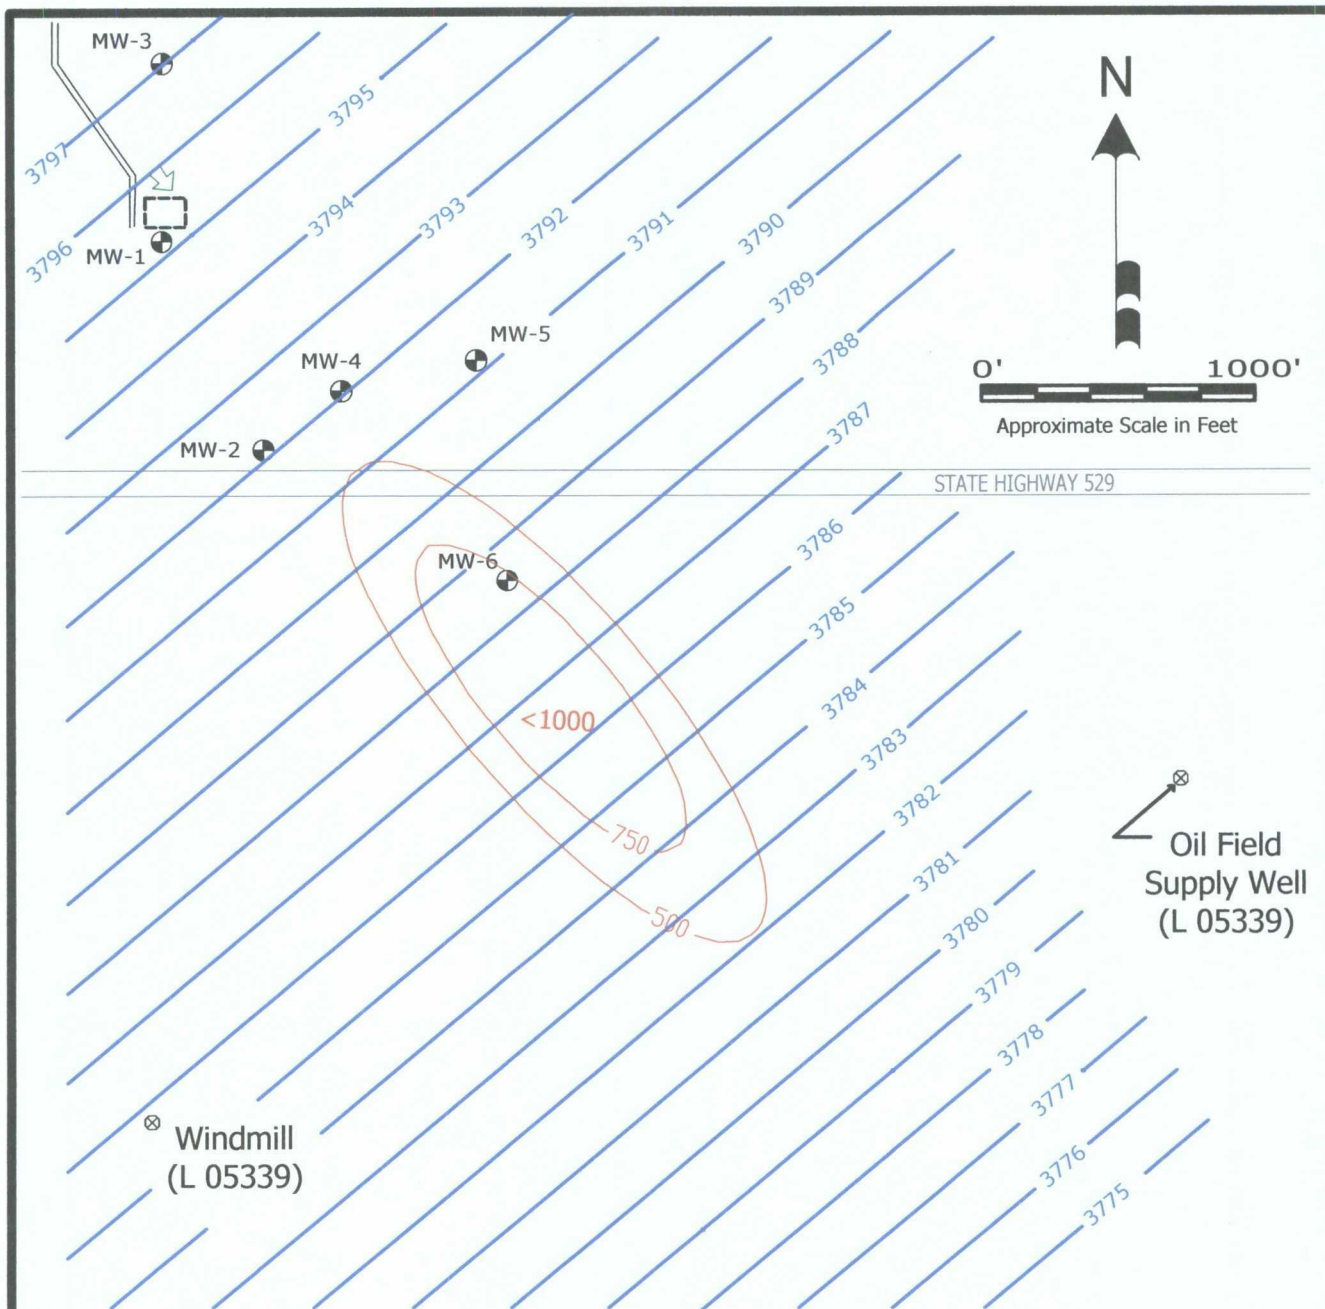 MW-3
N
3795
3797
3794
3793
3792
3791
3790
MW-1
3796
3789
MW-5
3788
MW-4
0' 1000'
3787
Approximate Scale in Feet
MW-2
STATE HIGHWAY 529
3786
MW-6
3785
3784
<1000
3783
3782
750
Oil Field
Supply Well
(L 05339)
3781
500
3780
3779
3778
3777
Windmill
(L 05339)
3776
3775